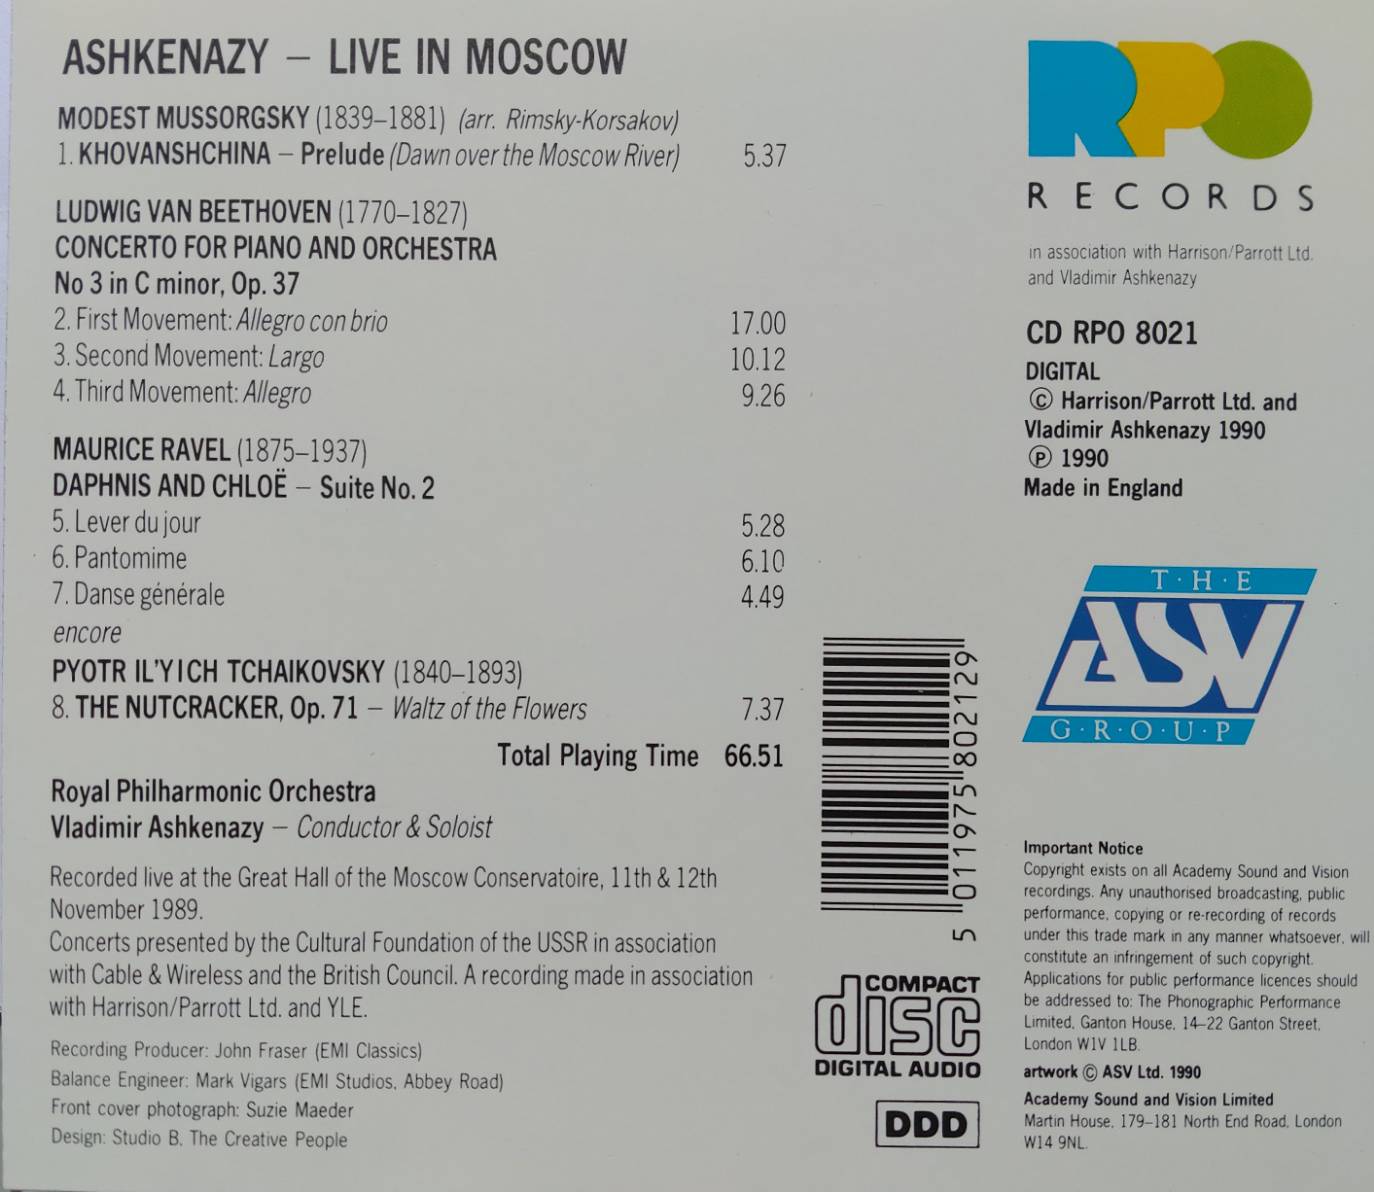 ASHKENAZY – LIVE IN MOSCOW
MODEST MUSSORGSKY (1839–1881) (arr. Rimsky-Korsakov)
1. KHOVANSHCHINA – Prelude (Dawn over the Moscow River) 5.37
LUDWIG VAN BEETHOVEN (1770–1827)
CONCERTO FOR PIANO AND ORCHESTRA
No 3 in C minor, Op. 37
2. First Movement: Allegro con brio 17.00
3. Second Movement: Largo 10.12
4. Third Movement: Allegro 9.26
MAURICE RAVEL (1875–1937)
DAPHNIS AND CHLOË – Suite No. 2
5. Lever du jour 5.28
6. Pantomime 6.10
7. Danse générale 4.49
encore
PYOTR IL'YICH TCHAIKOVSKY (1840–1893)
8. THE NUTCRACKER, Op. 71 – Waltz of the Flowers 7.37
Total Playing Time 66.51
Royal Philharmonic Orchestra
Vladimir Ashkenazy – Conductor & Soloist
Recorded live at the Great Hall of the Moscow Conservatoire, 11th & 12th
November 1989.
Concerts presented by the Cultural Foundation of the USSR in association
with Cable & Wireless and the British Council. A recording made in association
with Harrison/Parrott Ltd. and YLE.
Recording Producer: John Fraser (EMI Classics)
Balance Engineer: Mark Vigars (EMI Studios, Abbey Road)
Front cover photograph: Suzie Maeder
Design: Studio B, The Creative People
5 011975 802129
COMPACT
disc
DIGITAL AUDIO
DDD
RPO
RECORDS
in association with Harrison/Parrott Ltd.
and Vladimir Ashkenazy
CD RPO 8021
DIGITAL
© Harrison/Parrott Ltd. and
Vladimir Ashkenazy 1990
℗ 1990
Made in England
T·H·E
ASV
G·R·O·U·P
Important Notice
Copyright exists on all Academy Sound and Vision
recordings. Any unauthorised broadcasting, public
performance, copying or re-recording of records
under this trade mark in any manner whatsoever, will
constitute an infringement of such copyright.
Applications for public performance licences should
be addressed to: The Phonographic Performance
Limited, Ganton House, 14–22 Ganton Street,
London W1V 1LB.
artwork © ASV Ltd. 1990
Academy Sound and Vision Limited
Martin House, 179–181 North End Road, London
W14 9NL.